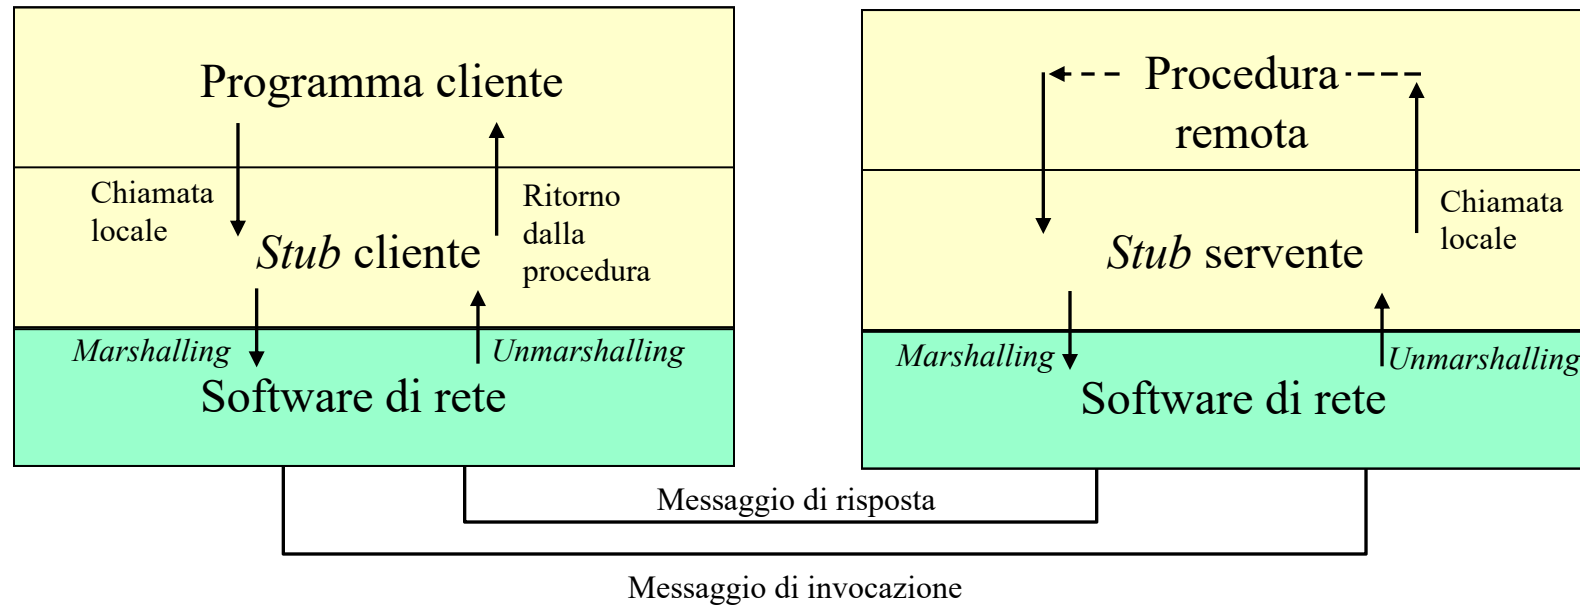 Programma cliente
Chiamata
locale
Ritorno
dalla
procedura
Stub cliente
Marshalling
Unmarshalling
Software di rete
Procedura
remota
Chiamata
locale
Stub servente
Marshalling
Unmarshalling
Software di rete
Messaggio di risposta
Messaggio di invocazione